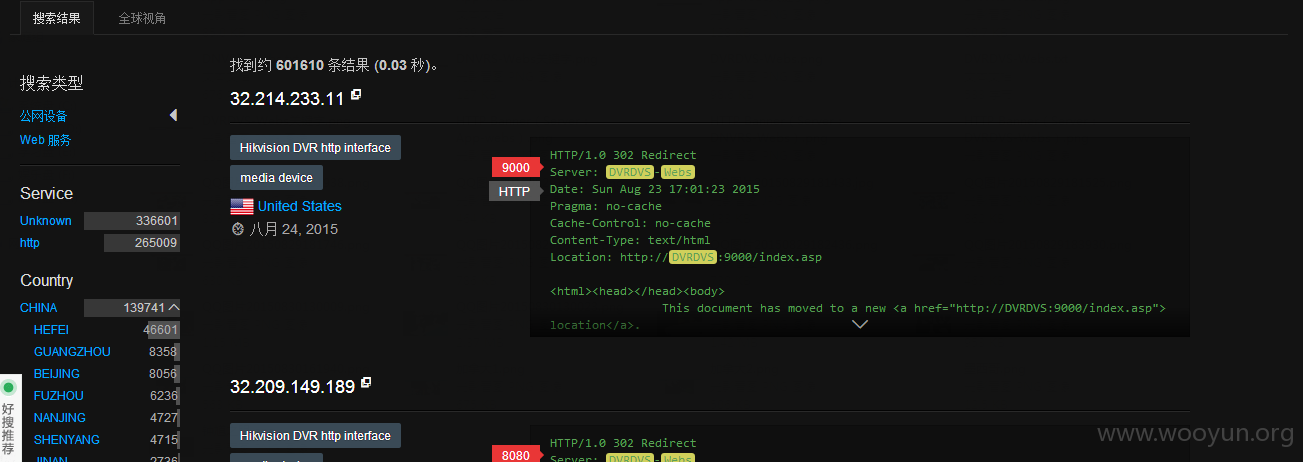 搜索结果 全球视角
搜索类型
公网设备
Web 服务
Service
Unknown 336601
http 265009
Country
CHINA 139741
HEFEI 46601
GUANGZHOU 8358
BEIJING 8056
FUZHOU 6236
NANJING 4727
SHENYANG 4715
JINAN 2736
好搜推荐
找到约 601610 条结果 (0.03 秒)。
32.214.233.11
Hikvision DVR http interface
media device
United States
八月 24, 2015
9000
HTTP
HTTP/1.0 302 Redirect
Server: DVRDVS-Webs
Date: Sun Aug 23 17:01:23 2015
Pragma: no-cache
Cache-Control: no-cache
Content-Type: text/html
Location: http://DVRDVS:9000/index.asp
<html><head></head><body>
This document has moved to a new <a href="http://DVRDVS:9000/index.asp">
location</a>.
32.209.149.189
Hikvision DVR http interface
8080
HTTP/1.0 302 Redirect
Server: DVRDVS-Webs
www.wooyun.org